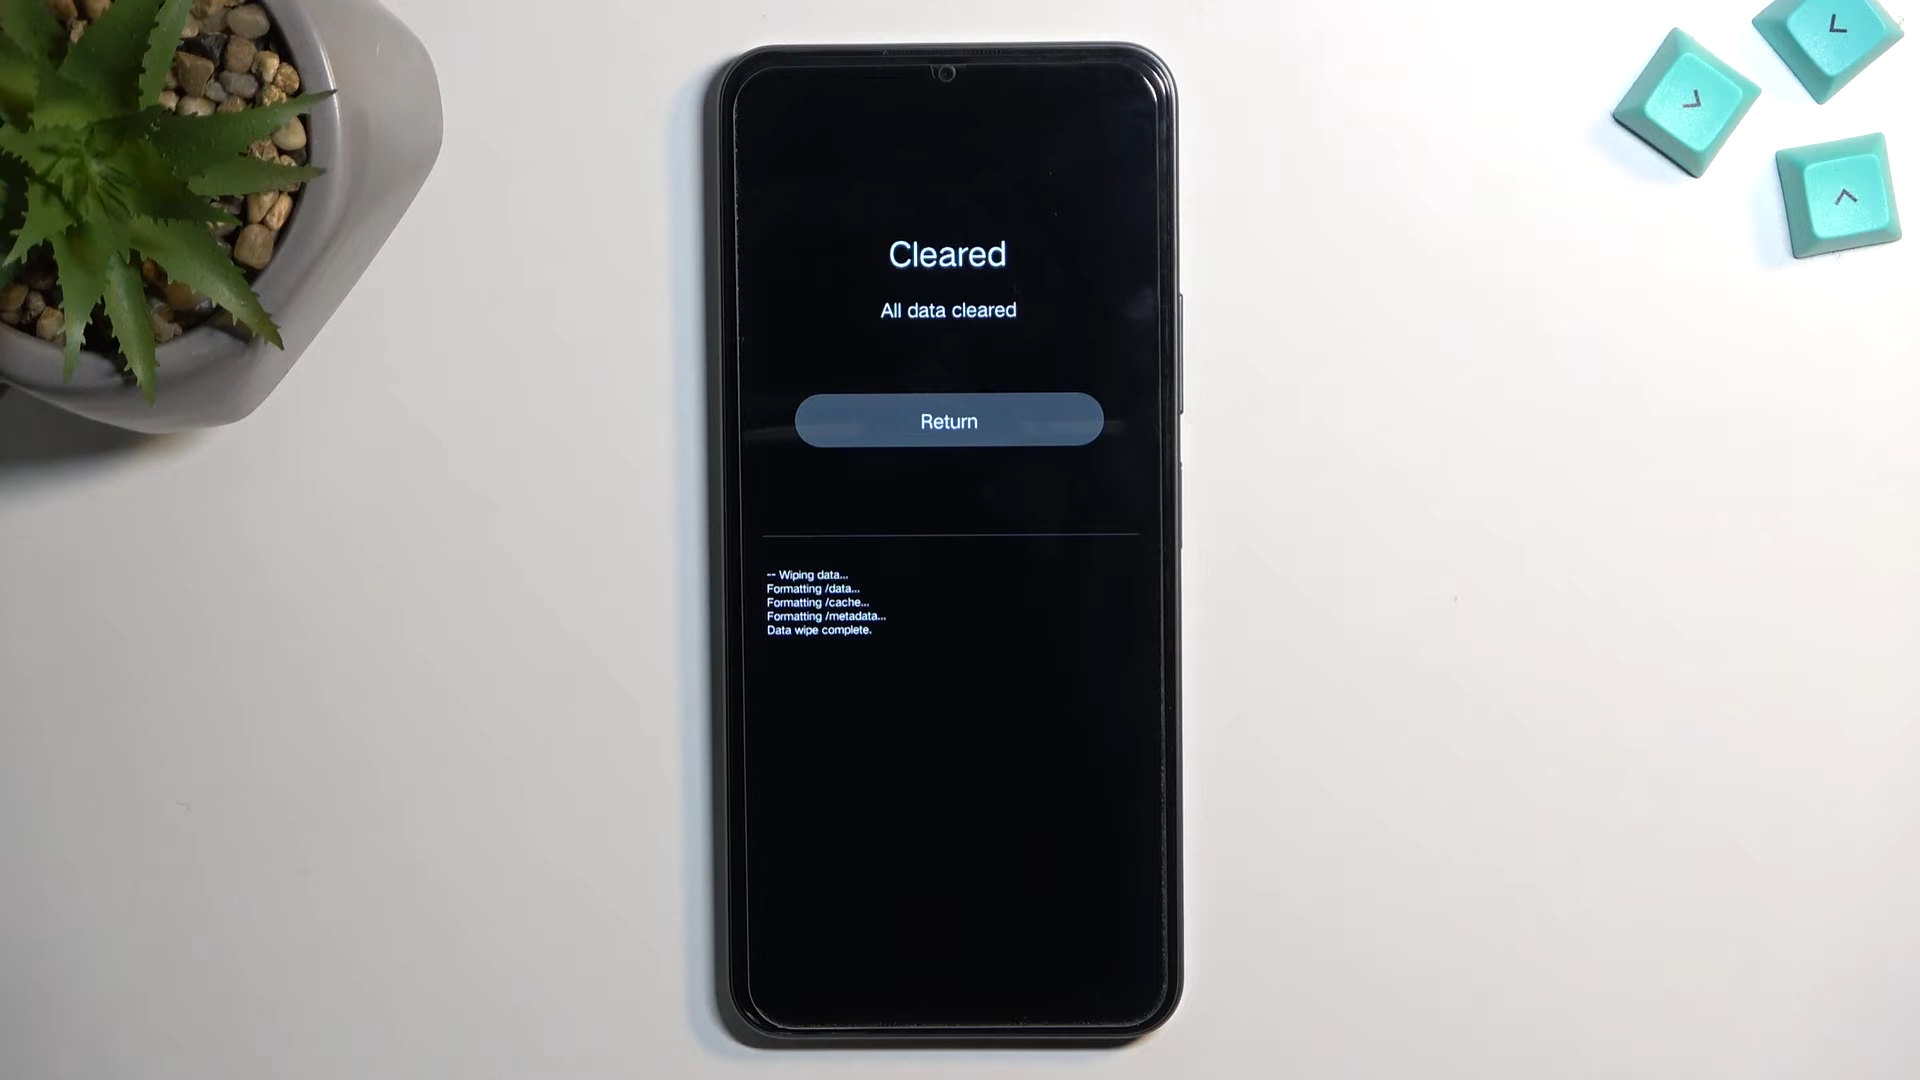 Cleared
All data cleared
Return
-- Wiping data...
Formatting /data...
Formatting /cache...
Formatting /metadata...
Data wipe complete.